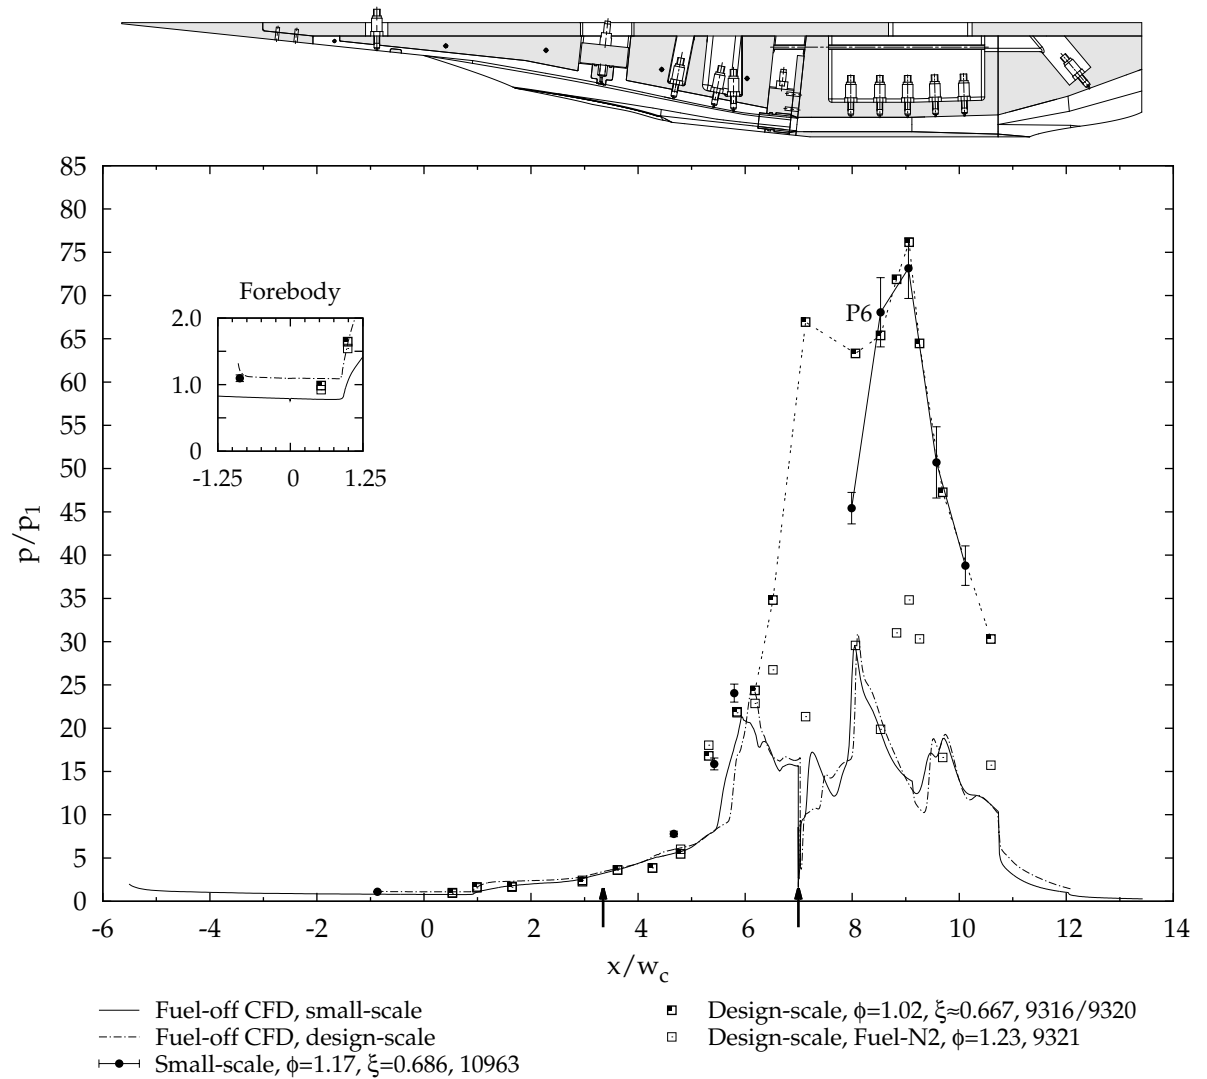 85
80
75
70
65
60
55
50
45
40
35
30
25
20
15
10
5
0
p/p1
Forebody
2.0
1.0
0
-1.25 0 1.25
P6
-6 -4 -2 0 2 4 6 8 10 12 14
x/wc
Fuel-off CFD, small-scale
Fuel-off CFD, design-scale
Small-scale, ϕ=1.17, ξ=0.686, 10963
Design-scale, ϕ=1.02, ξ≈0.667, 9316/9320
Design-scale, Fuel-N2, ϕ=1.23, 9321